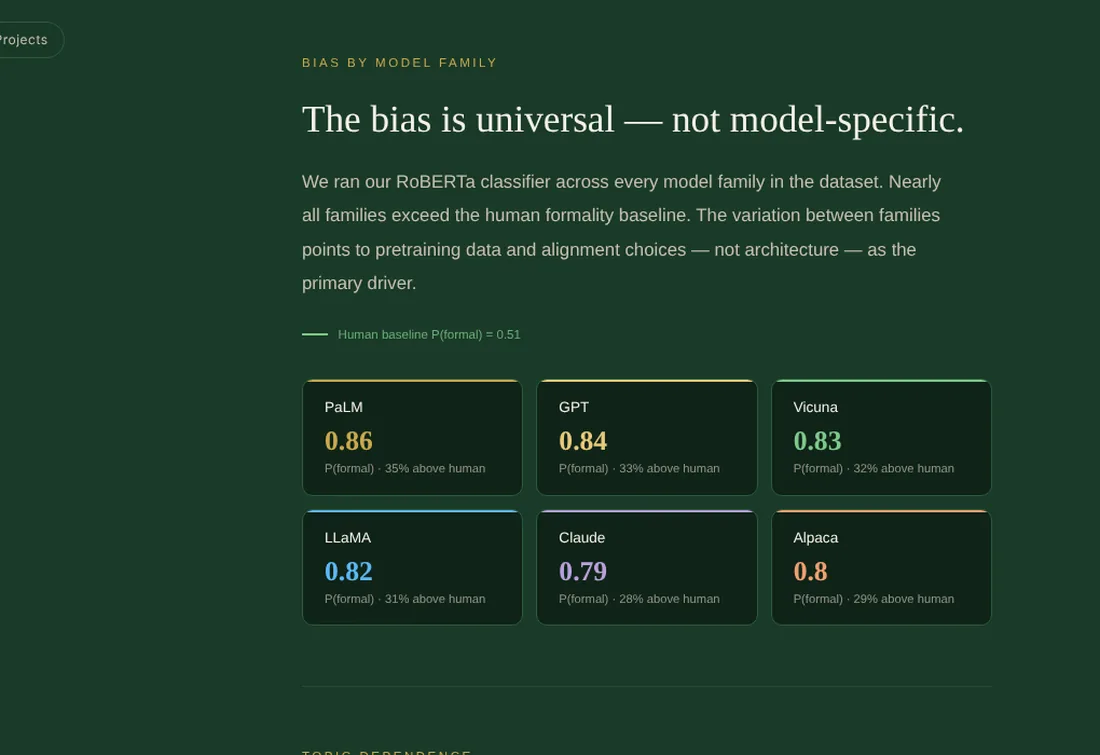 Projects
BIAS BY MODEL FAMILY
The bias is universal — not model-specific.
We ran our RoBERTa classifier across every model family in the dataset. Nearly
all families exceed the human formality baseline. The variation between families
points to pretraining data and alignment choices — not architecture — as the
primary driver.
Human baseline P(formal) = 0.51
PaLM
0.86
P(formal) · 35% above human
GPT
0.84
P(formal) · 33% above human
Vicuna
0.83
P(formal) · 32% above human
LLaMA
0.82
P(formal) · 31% above human
Claude
0.79
P(formal) · 28% above human
Alpaca
0.8
P(formal) · 29% above human
TOPIC DEPENDENCE